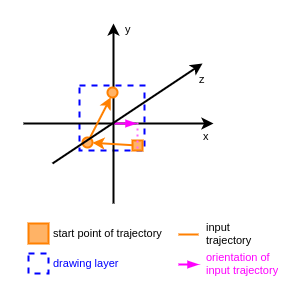 y
z
x
start point of trajectory
input
trajectory
drawing layer
orientation of
input trajectory